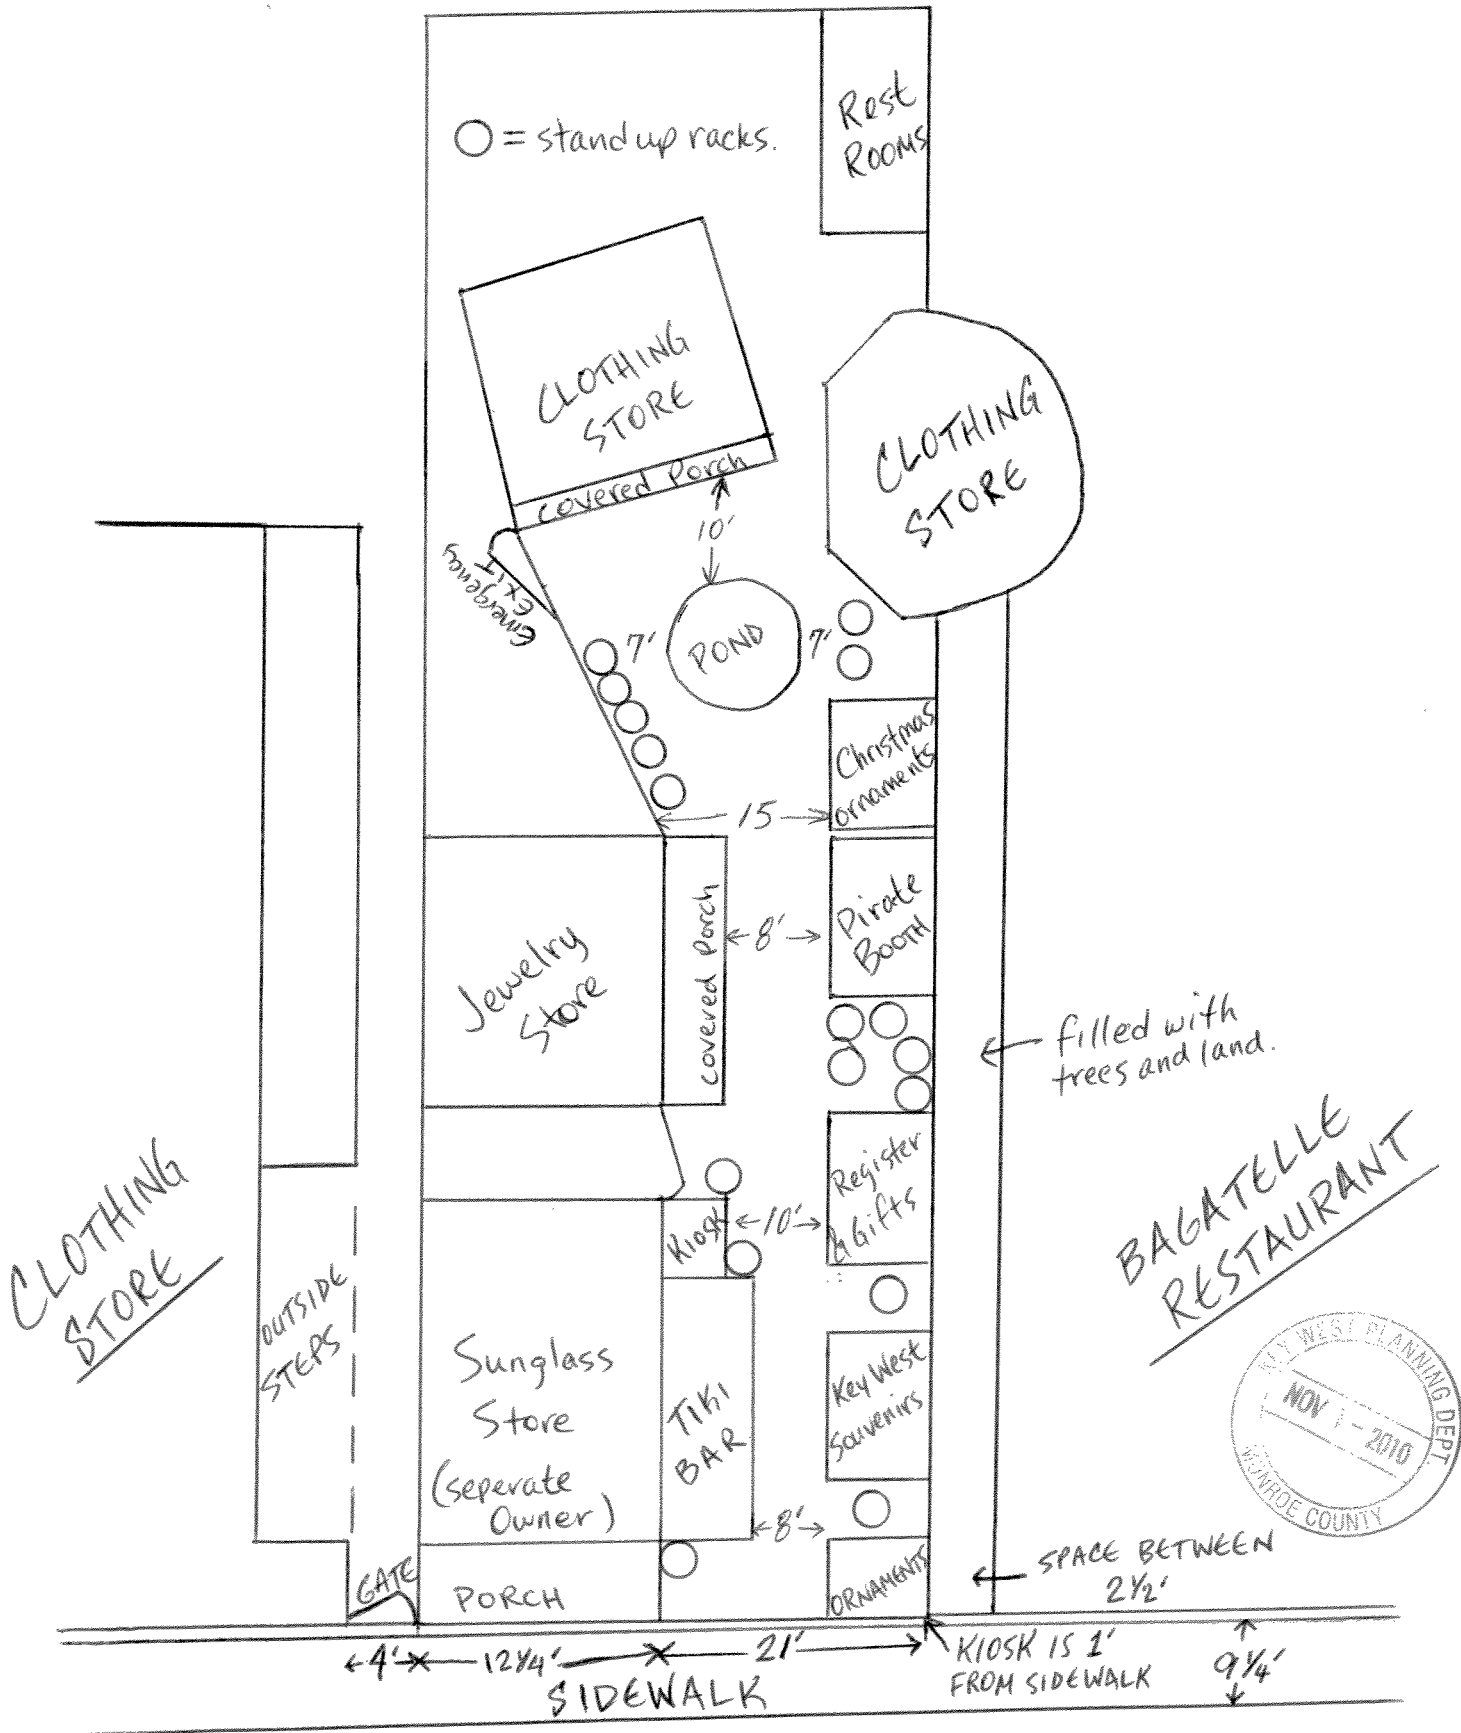 Rest
ROOMS
= stand up racks.
CLOTHING
STORE
covered Porch
CLOTHING
STORE
10'
Emergency
EXIT
7'
POND
7'
Christmas
ornaments
15
Pirate
BOOTH
8'
covered Porch
Jewelry
Store
filled with
trees and land.
Register
& Gifts
Kiosk
10'
BAGATELLE
RESTAURANT
CLOTHING
STORE
OUTSIDE
STEPS
Sunglass
Store
(seperate
Owner)
TIKI
BAR
Key West
Souvenirs
KEY WEST PLANNING DEPT.
NOV 1 - 2010
MONROE COUNTY
8'
SPACE BETWEEN
2½'
GATE
PORCH
ORNAMENTS
4'
12¼'
21'
KIOSK IS 1'
FROM SIDEWALK
9¼'
SIDEWALK